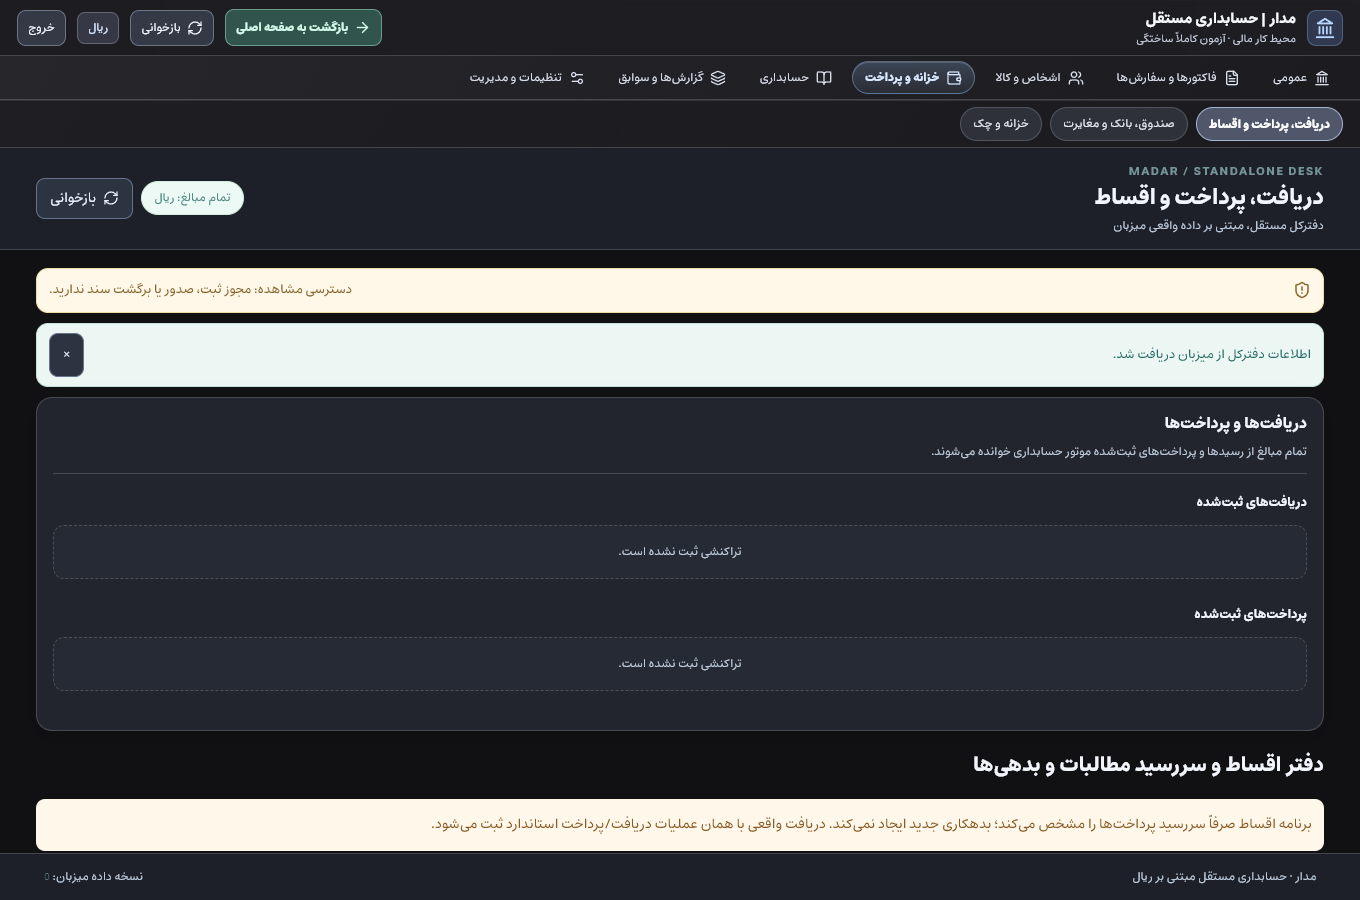 مدار | حسابداری مستقل
محیط کار مالی · آزمون کاملاً ساختگی
بازگشت به صفحه اصلی
بازخوانی
ریال
خروج
عمومی
فاکتورها و سفارش‌ها
اشخاص و کالا
خزانه و پرداخت
حسابداری
گزارش‌ها و سوابق
تنظیمات و مدیریت
دریافت، پرداخت و اقساط
صندوق، بانک و مغایرت
خزانه و چک
MADAR / STANDALONE DESK
دریافت، پرداخت و اقساط
دفترکل مستقل، مبتنی بر داده واقعی میزبان
تمام مبالغ: ریال
بازخوانی
دسترسی مشاهده: مجوز ثبت، صدور یا برگشت سند ندارید.
اطلاعات دفترکل از میزبان دریافت شد.
×
دریافت‌ها و پرداخت‌ها
تمام مبالغ از رسیدها و پرداخت‌های ثبت‌شده موتور حسابداری خوانده می‌شوند.
دریافت‌های ثبت‌شده
تراکنشی ثبت نشده است.
پرداخت‌های ثبت‌شده
تراکنشی ثبت نشده است.
دفتر اقساط و سررسید مطالبات و بدهی‌ها
برنامه اقساط صرفاً سررسید پرداخت‌ها را مشخص می‌کند؛ بدهکاری جدید ایجاد نمی‌کند. دریافت واقعی با همان عملیات دریافت/پرداخت استاندارد ثبت می‌شود.
مدار · حسابداری مستقل مبتنی بر ریال
نسخه داده میزبان: